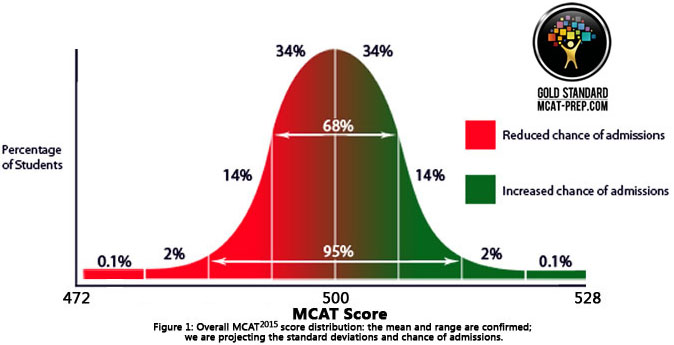 34%
34%
GOLD STANDARD
MCAT-PREP.COM
68%
Reduced chance of admissions
Percentage
of Students
14%
14%
Increased chance of admissions
95%
0.1%
2%
2%
0.1%
472
500
528
MCAT Score
Figure 1: Overall MCAT2015 score distribution: the mean and range are confirmed;
we are projecting the standard deviations and chance of admissions.